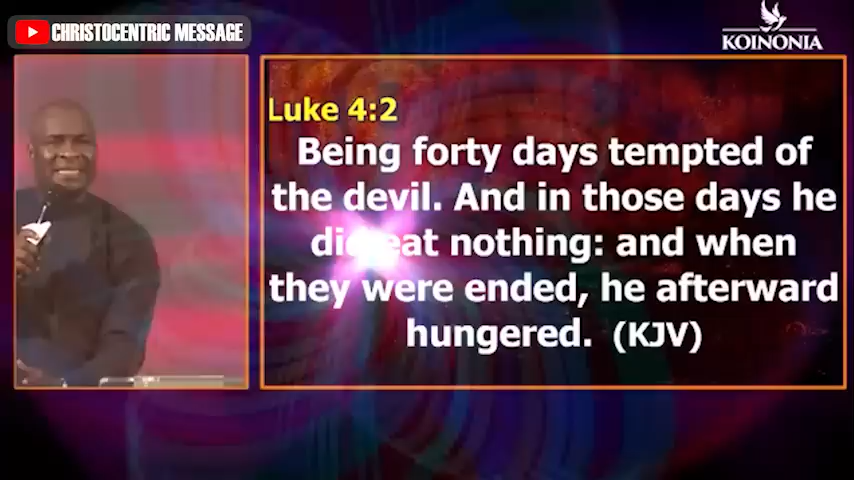 CHRISTOCENTRIC MESSAGE
KOINONIA
Luke 4:2
Being forty days tempted of
the devil. And in those days he
did eat nothing: and when
they were ended, he afterward
hungered. (KJV)